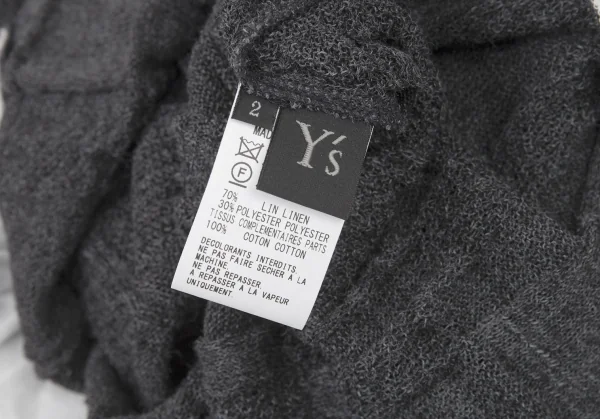 2
Y's
MAD
F
70% LIN LINEN
30% POLYESTER POLYESTER
TISSUS COMPLEMENTAIRES PARTS
100% COTON COTTON
DECOLORANTS INTERDITS.
NE PAS FAIRE SECHER A LA
MACHINE.
NE PAS REPASSER
A REPASSER A LA VAPEUR
UNIQUEMENT.